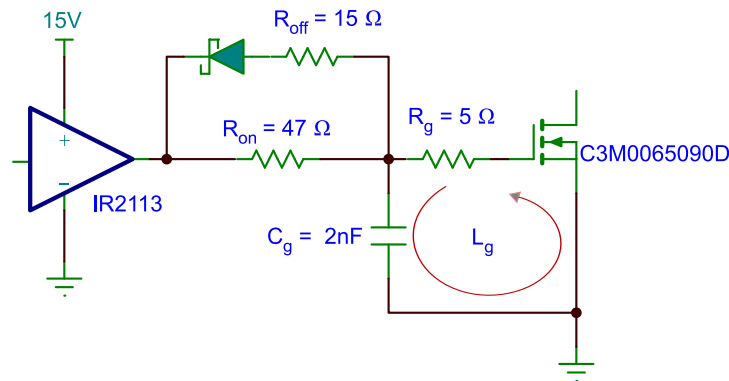 15V
R_off = 15 Ω
R_on = 47 Ω
R_g = 5 Ω
C3M0065090D
+
−
IR2113
C_g = 2nF
L_g